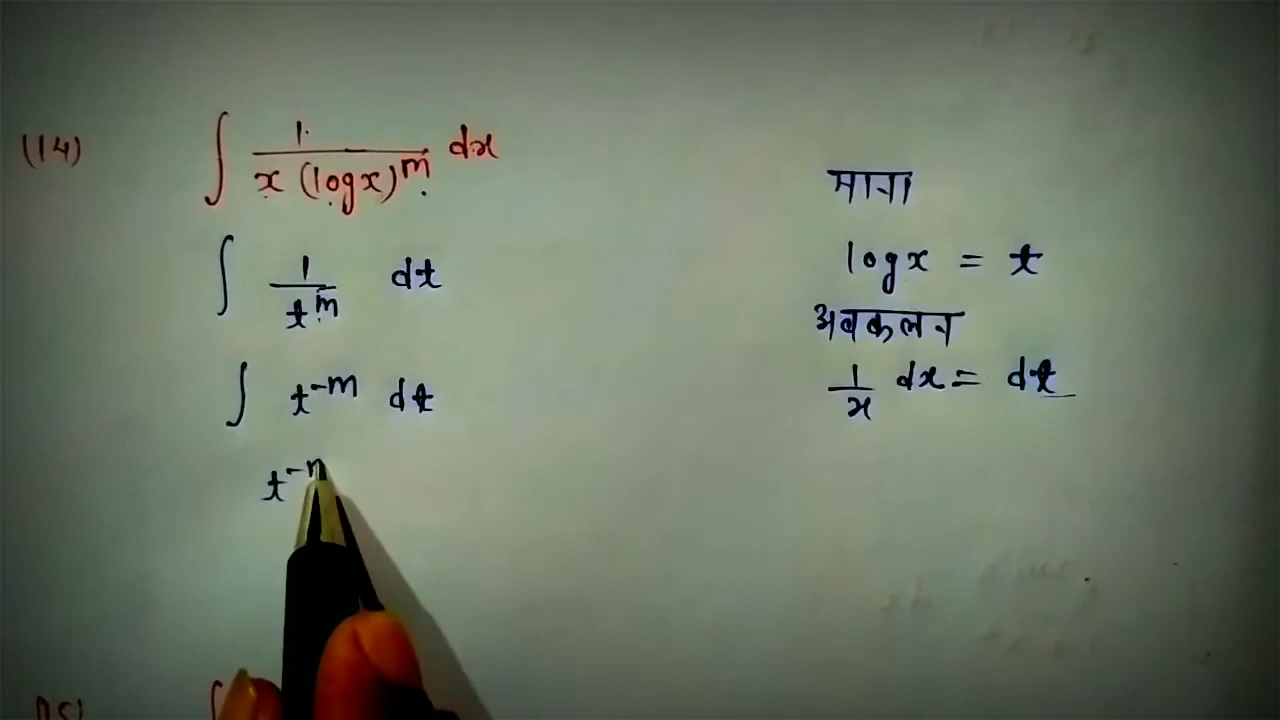 (14) ∫ 1/(x (log x)^m) dx
∫ 1/t^m dt
∫ t^-m dt
t^-m
माना
log x = t
अवकलन
1/x dx = dt